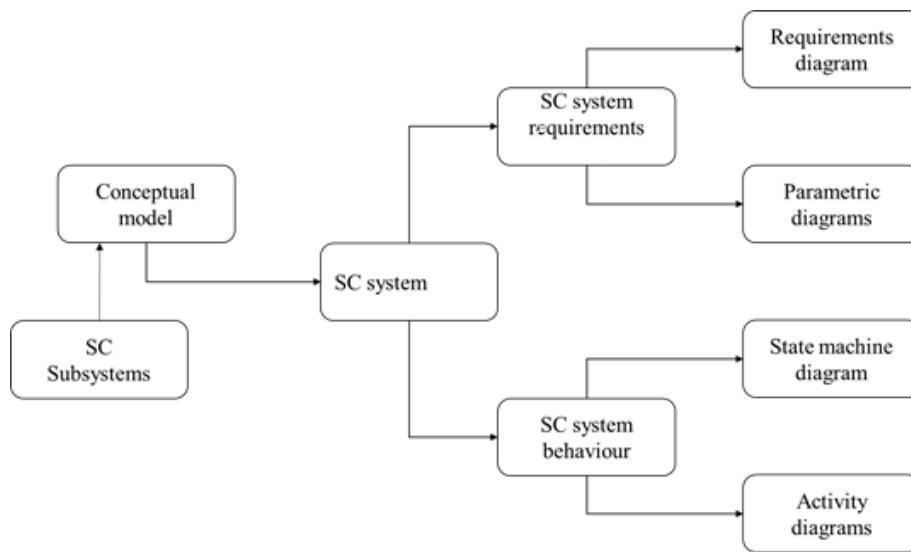 Requirements
diagram
SC system
requirements
Parametric
diagrams
Conceptual
model
SC system
SC
Subsystems
State machine
diagram
SC system
behaviour
Activity
diagrams